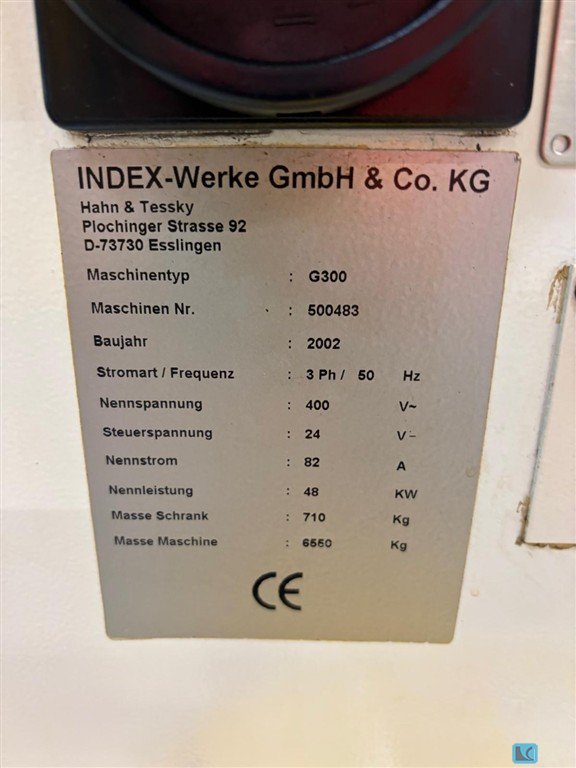 INDEX-Werke GmbH & Co. KG
Hahn & Tessky
Plochinger Strasse 92
D-73730 Esslingen
Maschinentyp : G300
Maschinen Nr. : 500483
Baujahr : 2002
Stromart / Frequenz : 3 Ph / 50 Hz
Nennspannung : 400 V~
Steuerspannung : 24 V-
Nennstrom : 82 A
Nennleistung : 48 KW
Masse Schrank : 710 Kg
Masse Maschine : 6550 Kg
CE